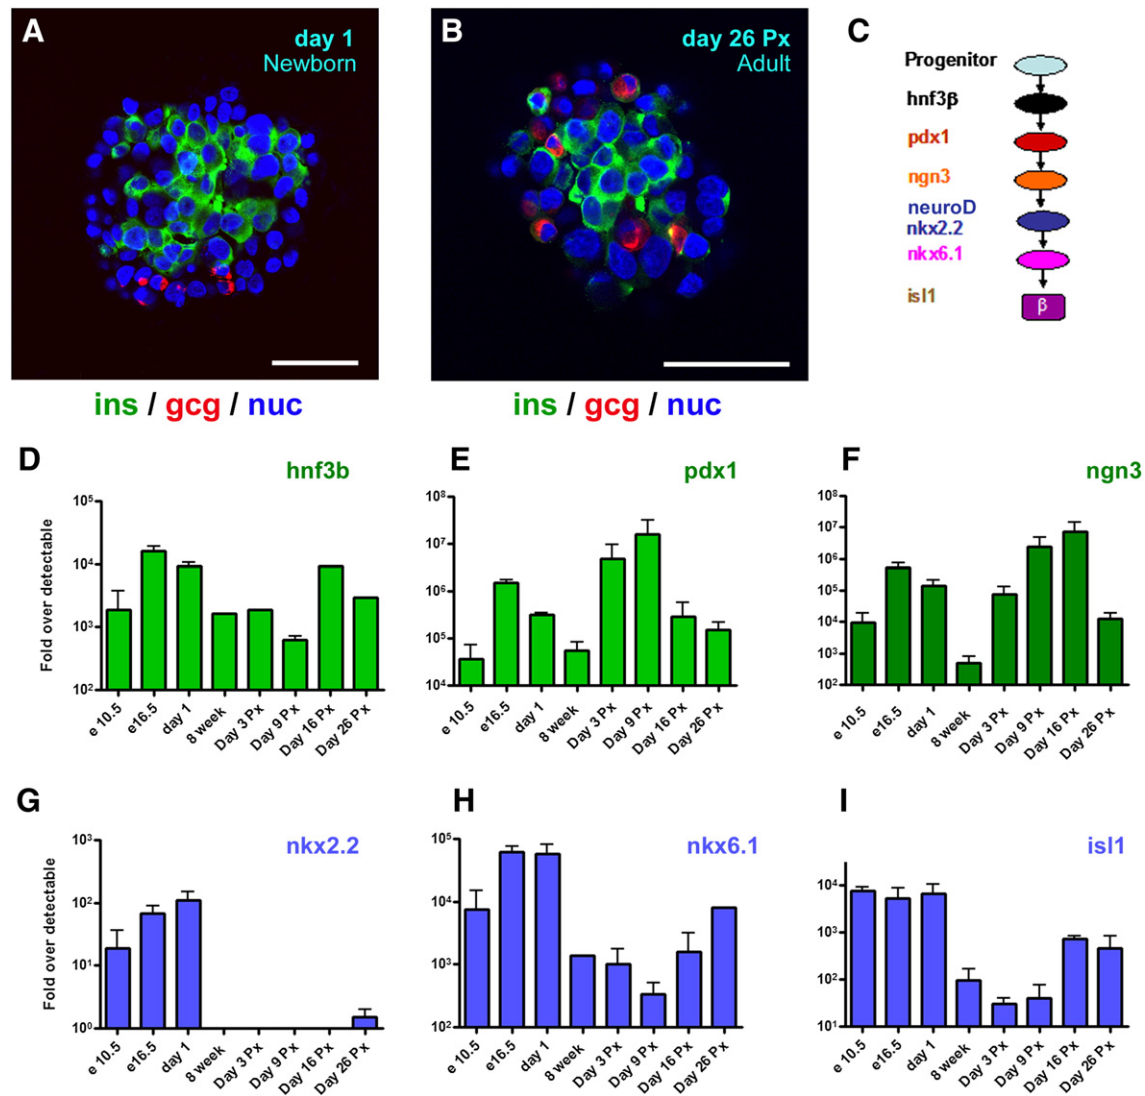 A
day 1
Newborn
ins / gcg / nuc
B
day 26 Px
Adult
ins / gcg / nuc
C
Progenitor
hnf3β
pdx1
ngn3
neuroD
nkx2.2
nkx6.1
isl1
β
D
hnf3b
Fold over detectable
10⁵
10⁴
10³
10²
e 10.5
e16.5
day 1
8 week
Day 3 Px
Day 9 Px
Day 16 Px
Day 26 Px
E
pdx1
10⁸
10⁷
10⁶
10⁵
10⁴
e 10.5
e16.5
day 1
8 week
Day 3 Px
Day 9 Px
Day 16 Px
Day 26 Px
F
ngn3
10⁸
10⁷
10⁶
10⁵
10⁴
10³
10²
e 10.5
e16.5
day 1
8 week
Day 3 Px
Day 9 Px
Day 16 Px
Day 26 Px
G
nkx2.2
Fold over detectable
10³
10²
10¹
10⁰
e 10.5
e16.5
day 1
8 week
Day 3 Px
Day 9 Px
Day 16 Px
Day 26 Px
H
nkx6.1
10⁵
10⁴
10³
10²
e 10.5
e16.5
day 1
8 week
Day 3 Px
Day 9 Px
Day 16 Px
Day 26 Px
I
isl1
10⁴
10³
10²
10¹
e 10.5
e16.5
day 1
8 week
Day 3 Px
Day 9 Px
Day 16 Px
Day 26 Px